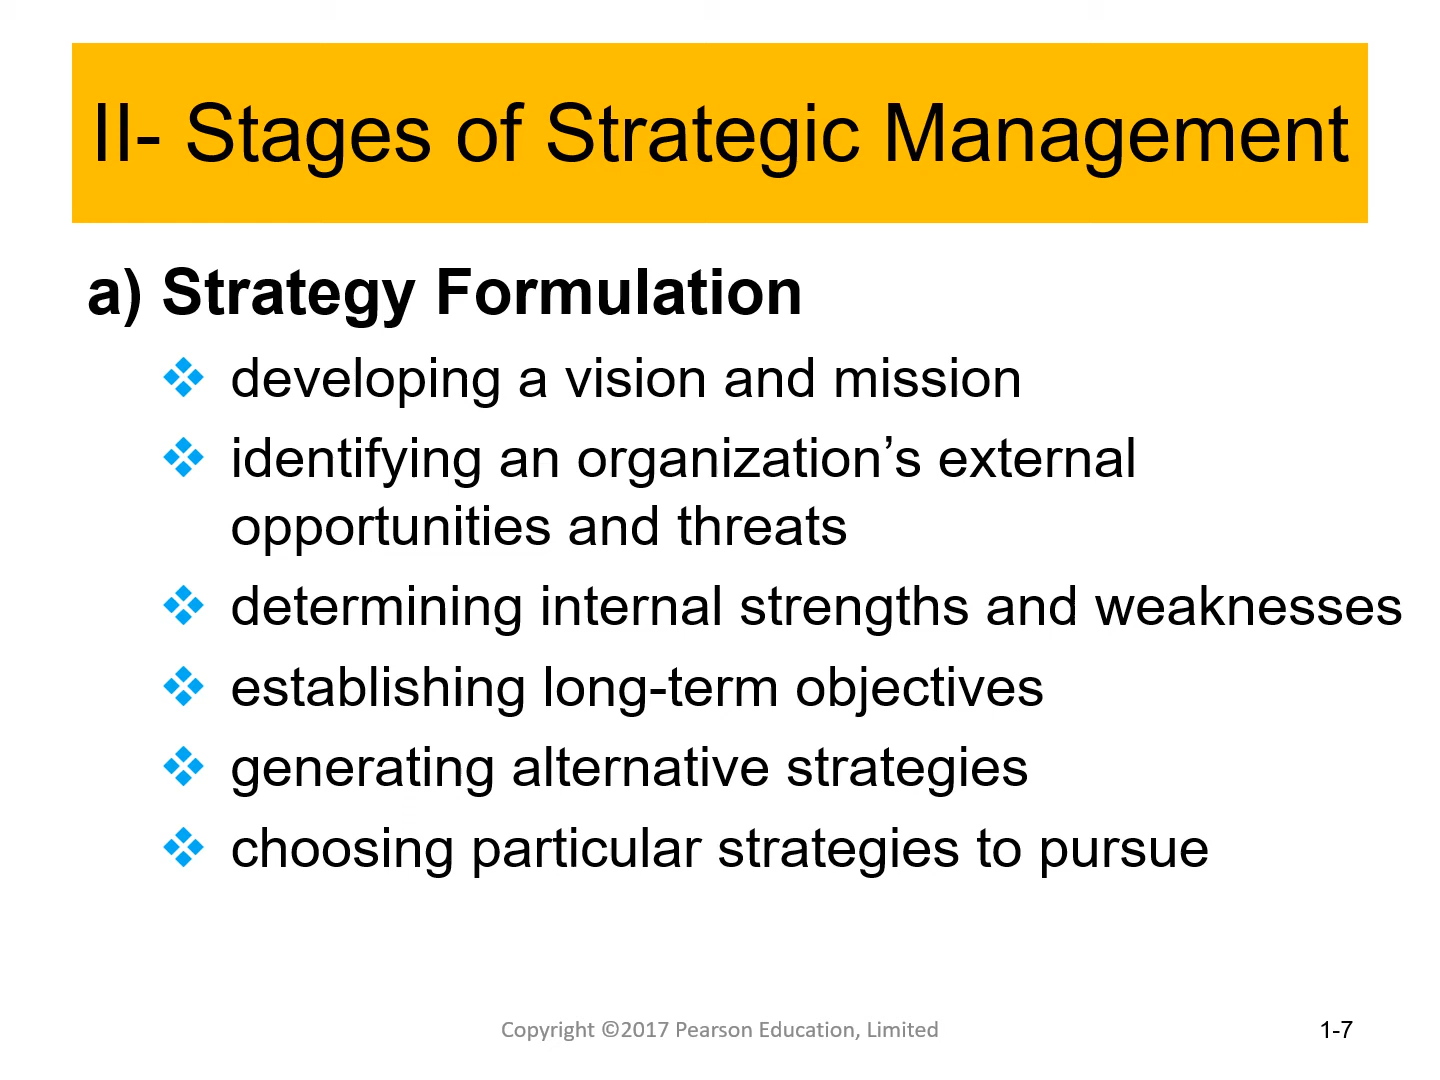 II- Stages of Strategic Management
a) Strategy Formulation
❖ developing a vision and mission
❖ identifying an organization’s external
opportunities and threats
❖ determining internal strengths and weaknesses
❖ establishing long-term objectives
❖ generating alternative strategies
❖ choosing particular strategies to pursue
Copyright ©2017 Pearson Education, Limited
1-7